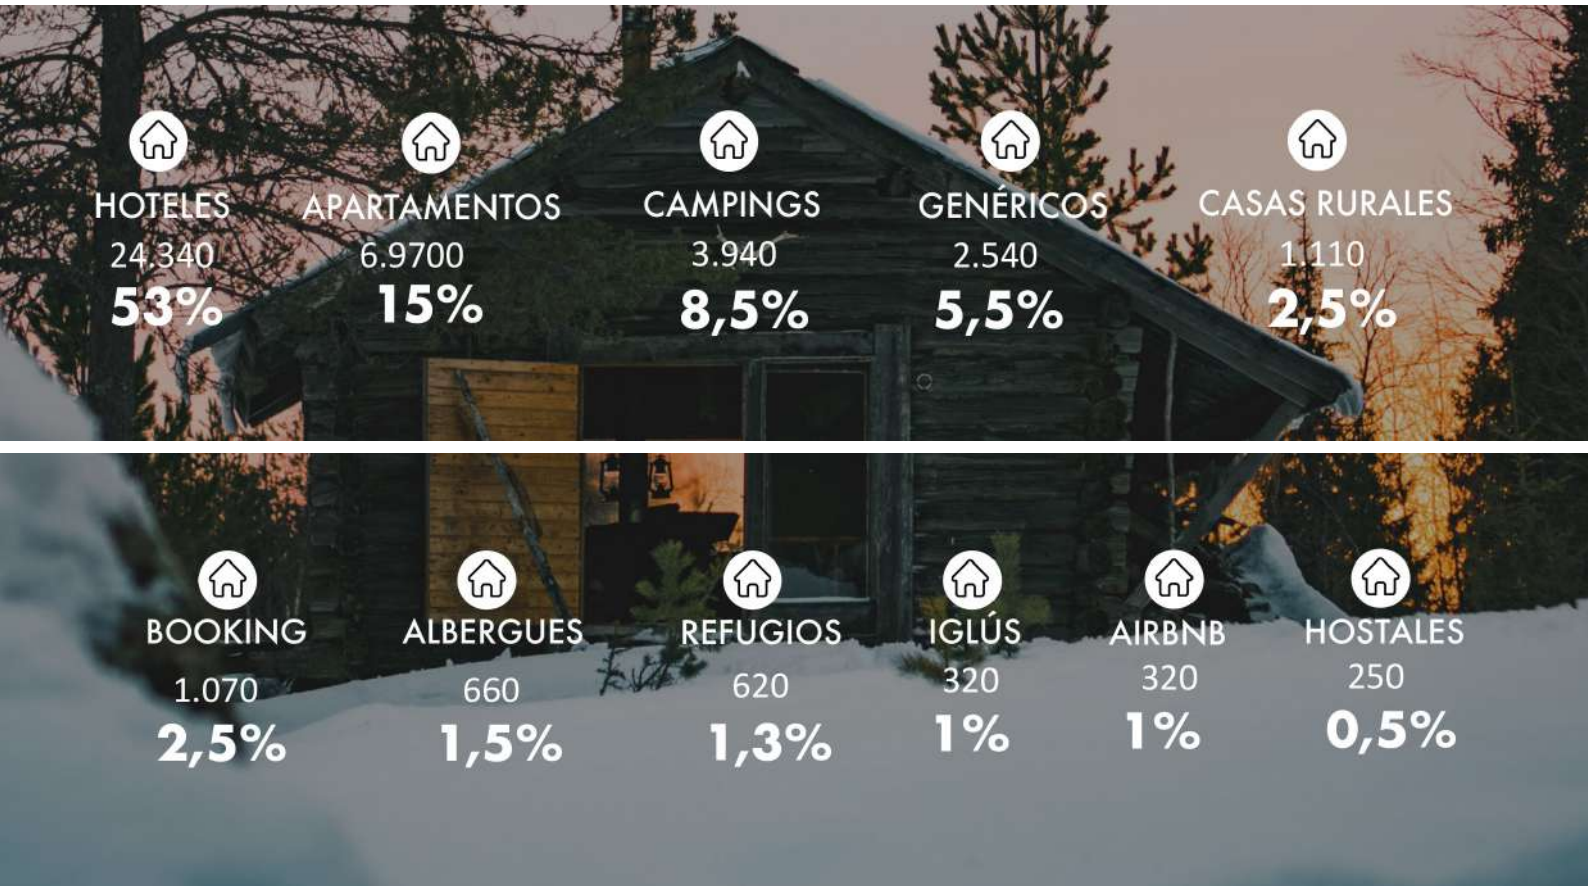 HOTELES
24.340
53%
APARTAMENTOS
6.9700
15%
CAMPINGS
3.940
8,5%
GENÉRICOS
2.540
5,5%
CASAS RURALES
1.110
2,5%
BOOKING
1.070
2,5%
ALBERGUES
660
1,5%
REFUGIOS
620
1,3%
IGLÚS
320
1%
AIRBNB
320
1%
HOSTALES
250
0,5%